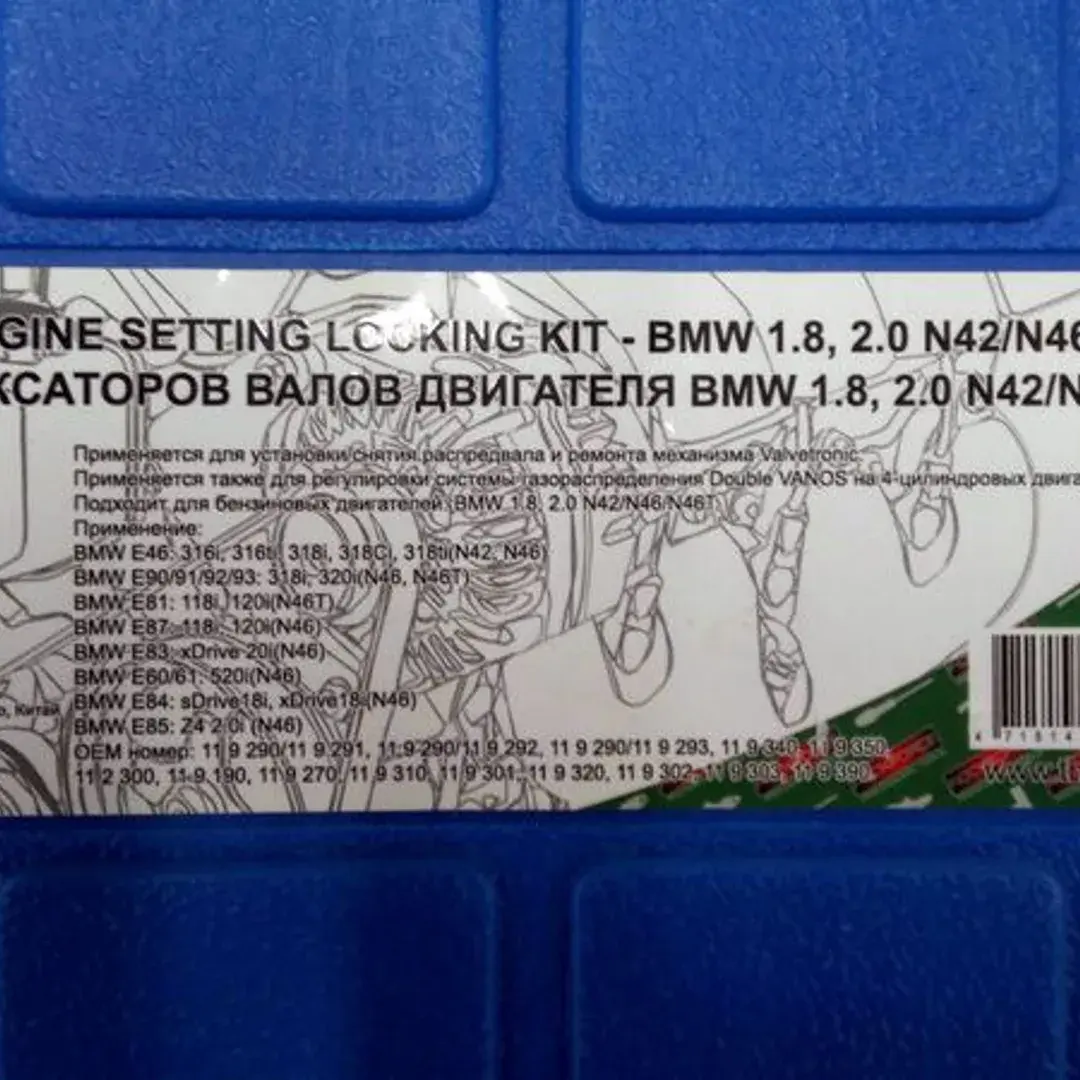 GINE SETTING LOCKING KIT - BMW 1.8, 2.0 N42/N46
КСАТОРОВ ВАЛОВ ДВИГАТЕЛЯ BMW 1.8, 2.0 N42/N
Применяется для установки/снятия распредвала и ремонта механизма Valvetronic.
Применяется также для регулировки системы газораспределения Double VANOS на 4-цилиндровых двига
Подходит для бензиновых двигателей: BMW 1.8, 2.0 N42/N46/N46T
Применение:
BMW E46: 316i, 316ti, 318i, 318Ci, 318ti(N42, N46)
BMW E90/91/92/93: 318i, 320i(N46, N46T)
BMW E81: 118i, 120i(N46T)
BMW E87: 118i, 120i(N46)
BMW E83: xDrive 20i(N46)
BMW E60/61: 520i(N46)
BMW E84: sDrive18i, xDrive18i(N46)
о, Китай
BMW E85: Z4 2.0i (N46)
OEM номер: 11 9 290/11 9 291, 11 9 290/11 9 292, 11 9 290/11 9 293, 11 9 340, 11 9 350,
11 2 300, 11 9 190, 11 9 270, 11 9 310, 11 9 301, 11 9 320, 11 9 302, 11 9 303, 11 9 390,
4 71814